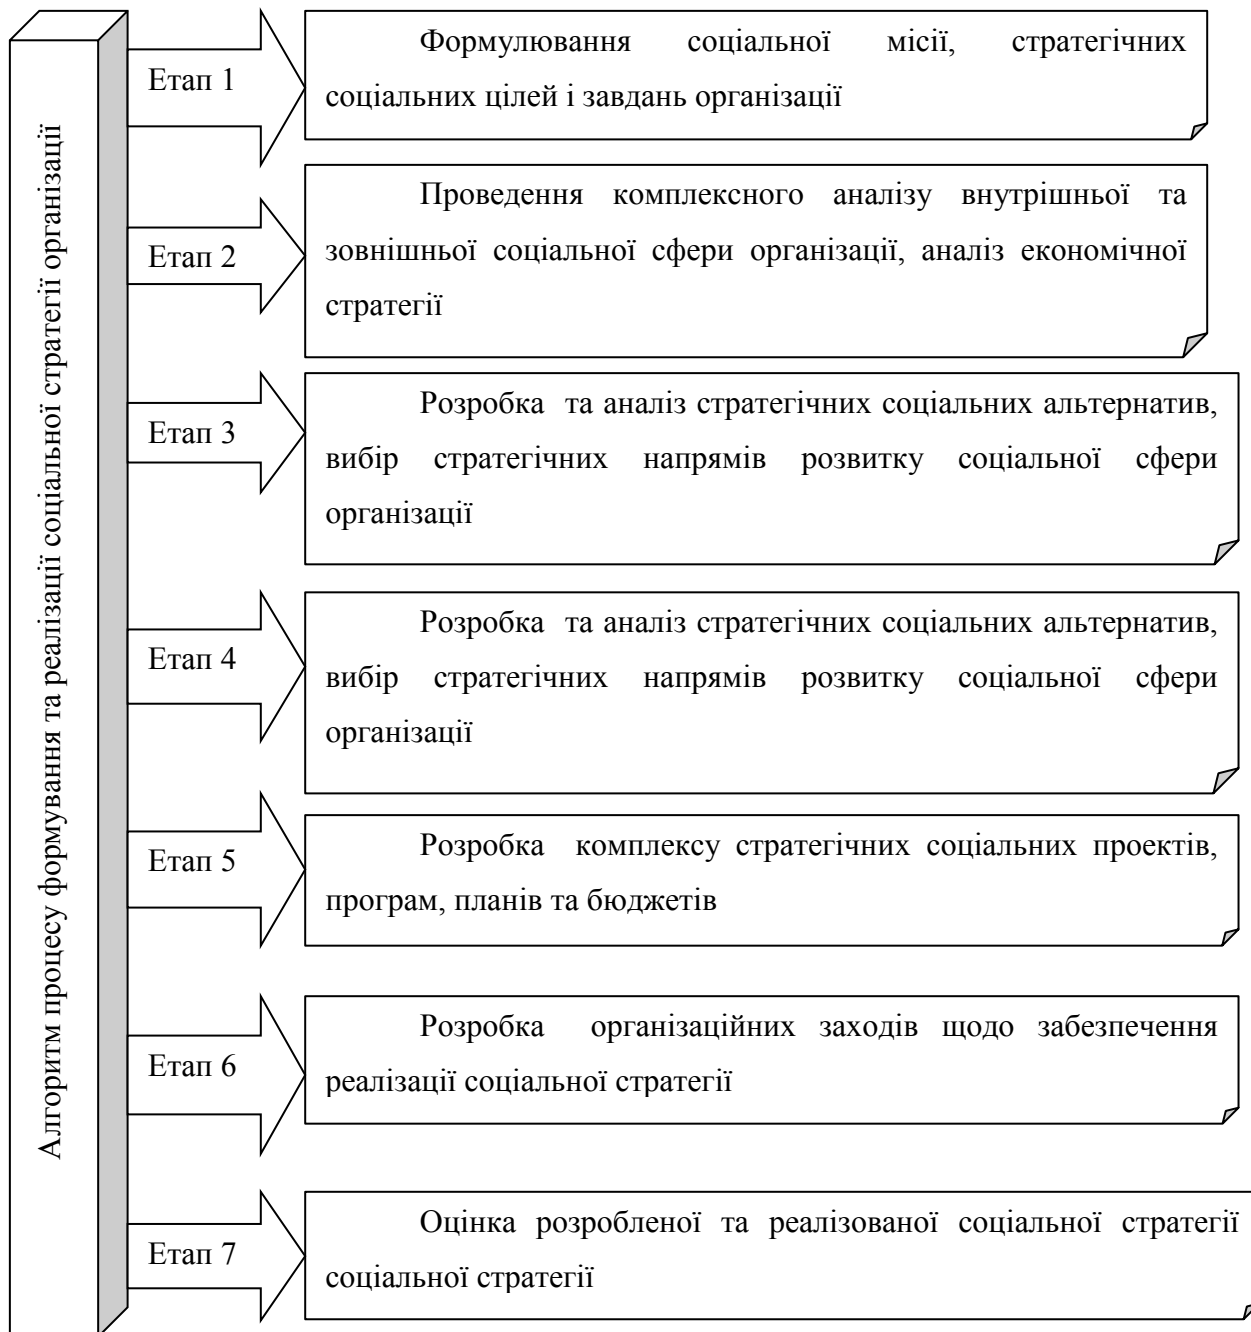 Алгоритм процесу формування та реалізації соціальної стратегії організації
Етап 1
Формулювання соціальної місії, стратегічних
соціальних цілей і завдань організації
Етап 2
Проведення комплексного аналізу внутрішньої та
зовнішньої соціальної сфери організації, аналіз економічної
стратегії
Етап 3
Розробка та аналіз стратегічних соціальних альтернатив,
вибір стратегічних напрямів розвитку соціальної сфери
організації
Етап 4
Розробка та аналіз стратегічних соціальних альтернатив,
вибір стратегічних напрямів розвитку соціальної сфери
організації
Етап 5
Розробка комплексу стратегічних соціальних проектів,
програм, планів та бюджетів
Етап 6
Розробка організаційних заходів щодо забезпечення
реалізації соціальної стратегії
Етап 7
Оцінка розробленої та реалізованої соціальної стратегії
соціальної стратегії